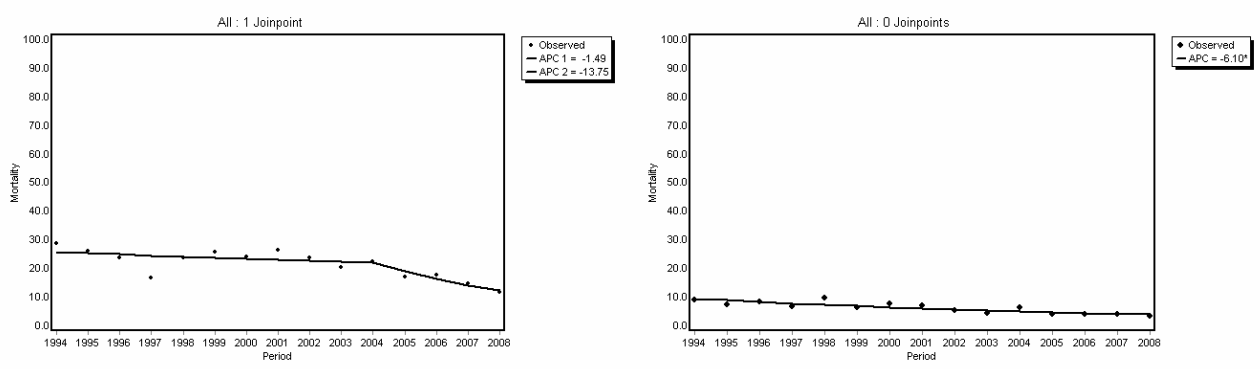 All : 1 Joinpoint
Observed
APC 1 = -1.49
APC 2 = -13.75
100.0
90.0
80.0
70.0
60.0
50.0
40.0
30.0
20.0
10.0
0.0
Mortality
1994 1995 1996 1997 1998 1999 2000 2001 2002 2003 2004 2005 2006 2007 2008
Period
All : 0 Joinpoints
Observed
APC = -6.10*
100.0
90.0
80.0
70.0
60.0
50.0
40.0
30.0
20.0
10.0
0.0
Mortality
1994 1995 1996 1997 1998 1999 2000 2001 2002 2003 2004 2005 2006 2007 2008
Period